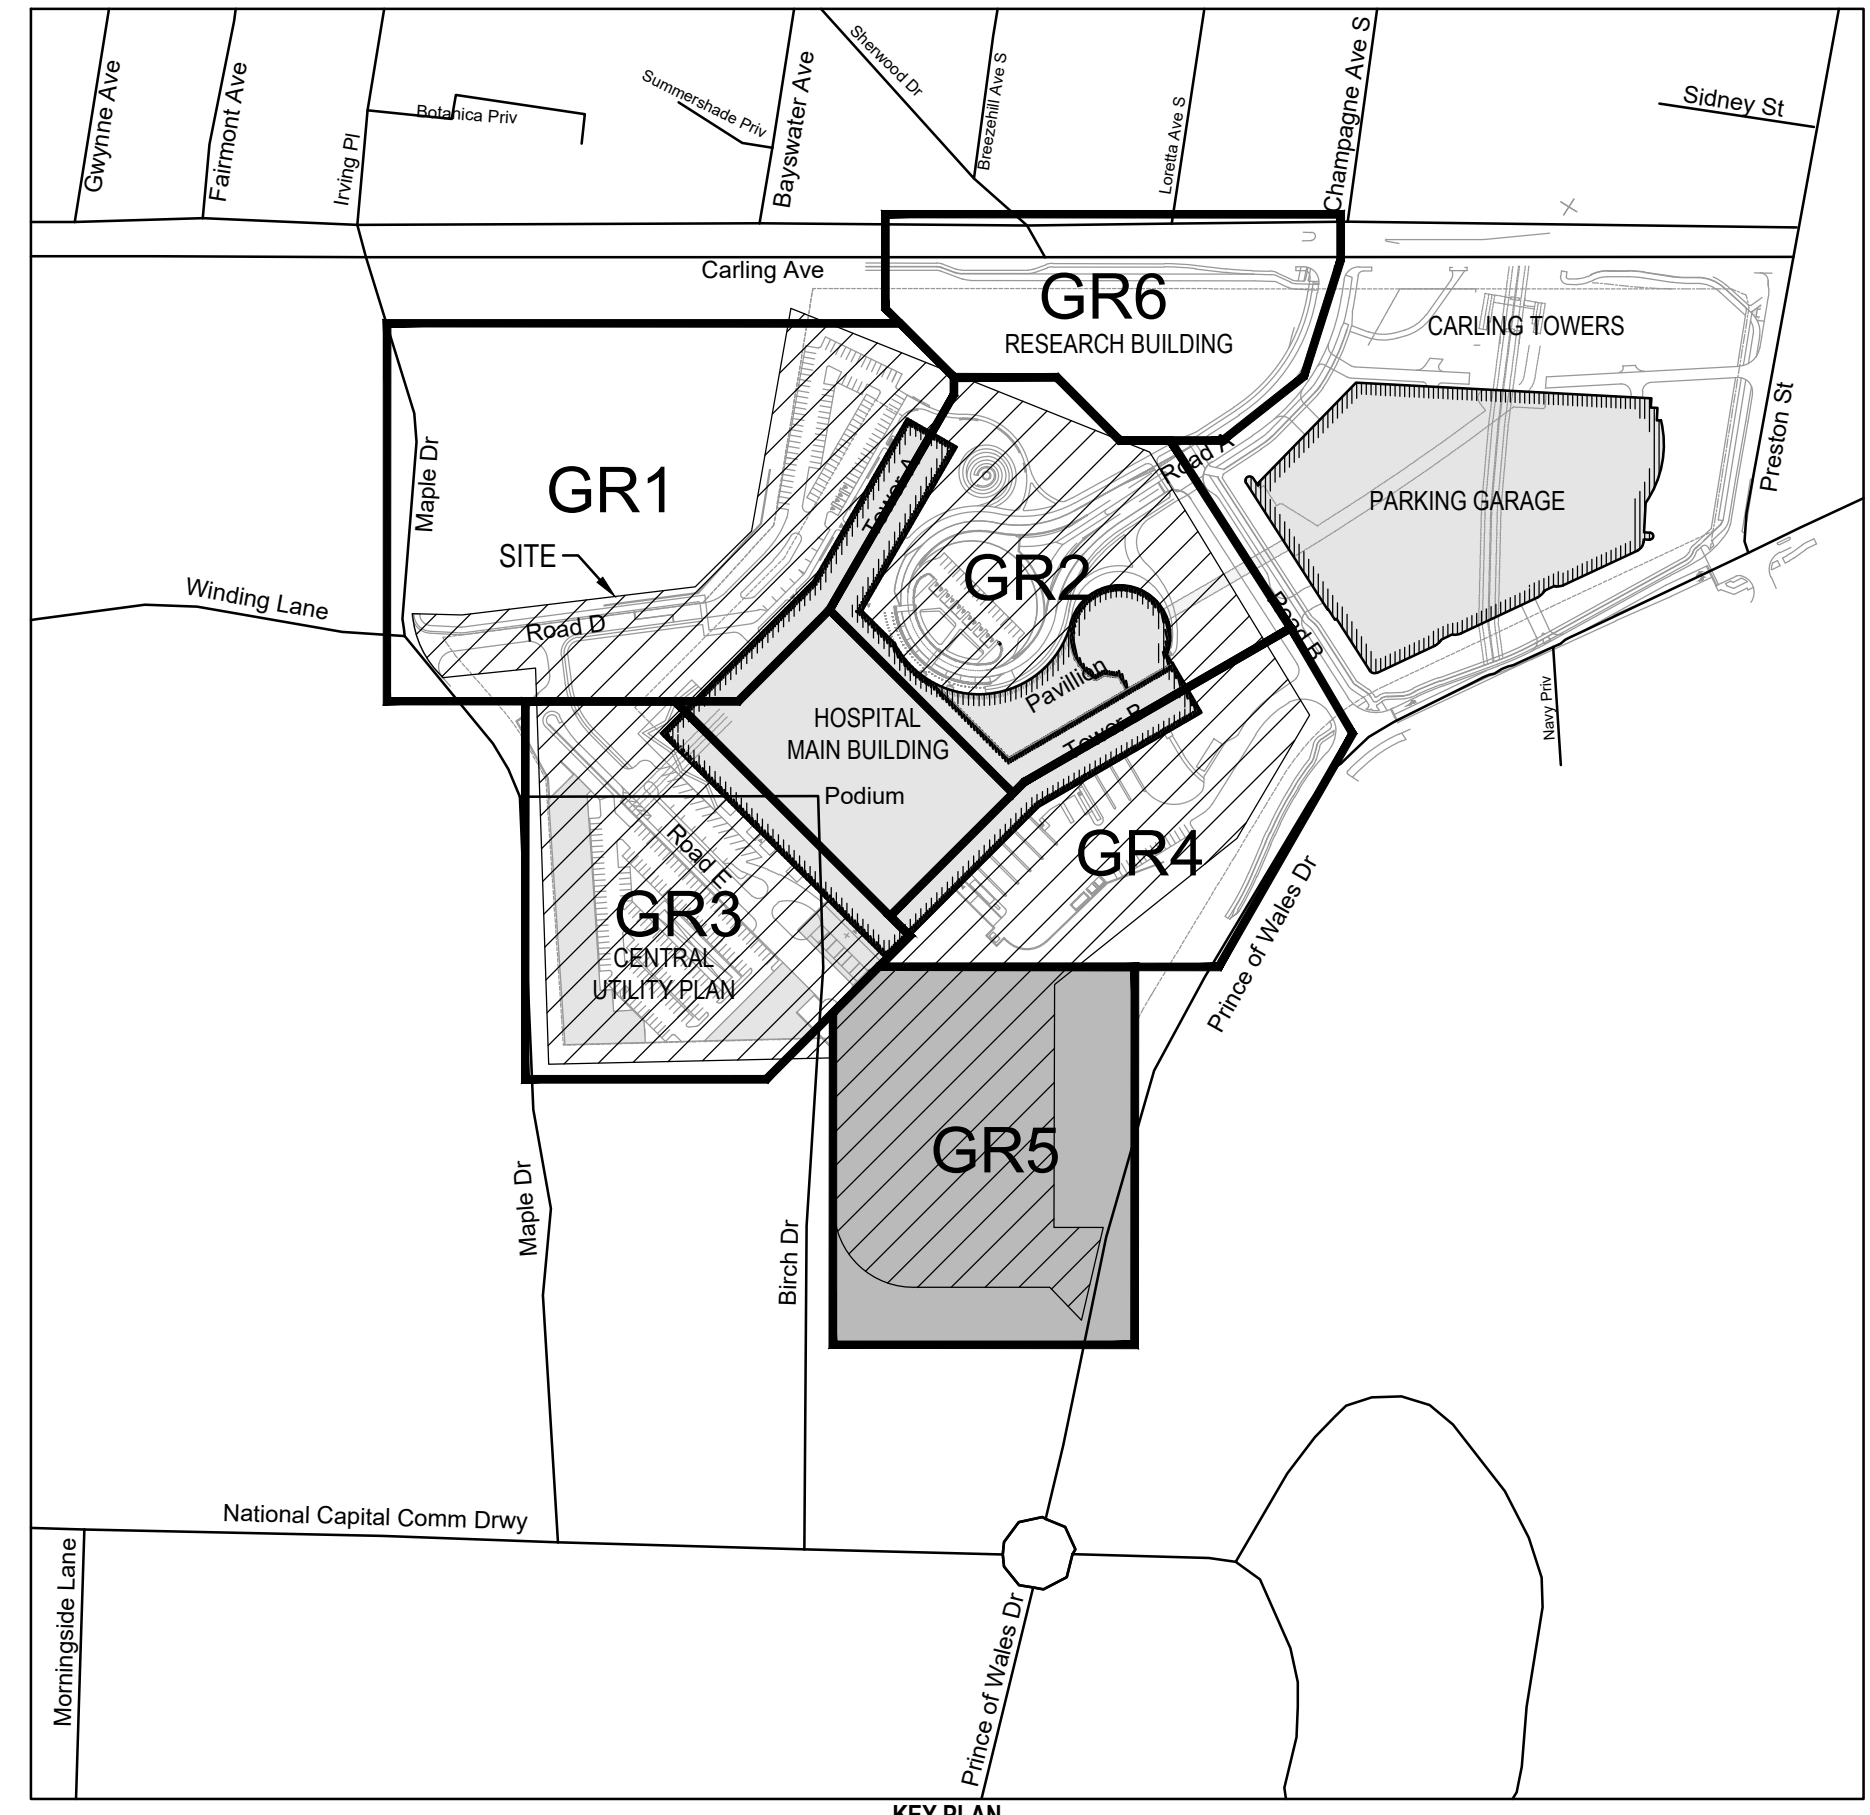 Gwynne Ave
Fairmont Ave
Irving Pl
Botanica Priv
Summershade Priv
Bayswater Ave
Sherwood Dr
Breezehill Ave S
Loretta Ave S
Champagne Ave S
Sidney St
Carling Ave
GR6
RESEARCH BUILDING
CARLING TOWERS
Preston St
Maple Dr
GR1
Tower A
Road A
PARKING GARAGE
SITE
GR2
Winding Lane
Road D
Road B
Pavillion
Tower B
Navy Priv
HOSPITAL
MAIN BUILDING
Podium
Road E
GR4
GR3
CENTRAL
UTILITY PLAN
Prince of Wales Dr
GR5
Maple Dr
Birch Dr
National Capital Comm Drwy
Morningside Lane
Prince of Wales Dr
KEY PLAN